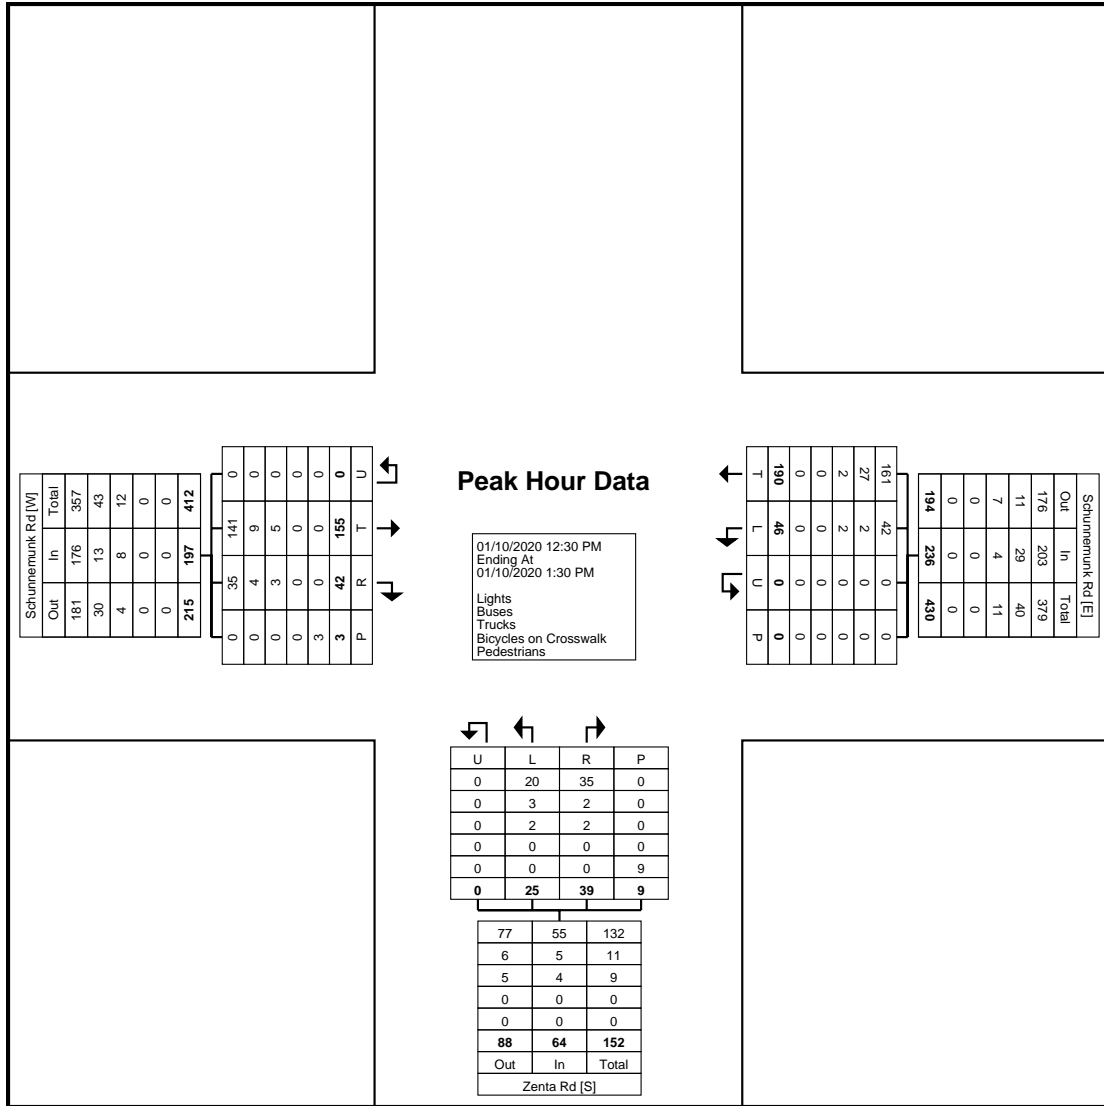 Peak Hour Data
01/10/2020 12:30 PM
Ending At
01/10/2020 1:30 PM
Lights
Buses
Trucks
Bicycles on Crosswalk
Pedestrians
Schunnemunk Rd [W]
Total 357 43 12 0 0 412
In 176 13 8 0 0 197
Out 181 30 4 0 0 215
0 0 0 0 0 0 U
141 9 5 0 0 155 T
35 4 3 0 0 42 R
0 0 0 0 3 3 P
Schunnemunk Rd [E]
Out In Total
176 203 379
11 29 40
7 4 11
0 0 0
0 0 0
194 236 430
161 42 0 0
27 2 0 0
2 2 0 0
0 0 0 0
0 0 0 0
190 46 0 0
T L U P
U L R P
0 20 35 0
0 3 2 0
0 2 2 0
0 0 0 0
0 0 0 9
0 25 39 9
77 55 132
6 5 11
5 4 9
0 0 0
0 0 0
88 64 152
Out In Total
Zenta Rd [S]